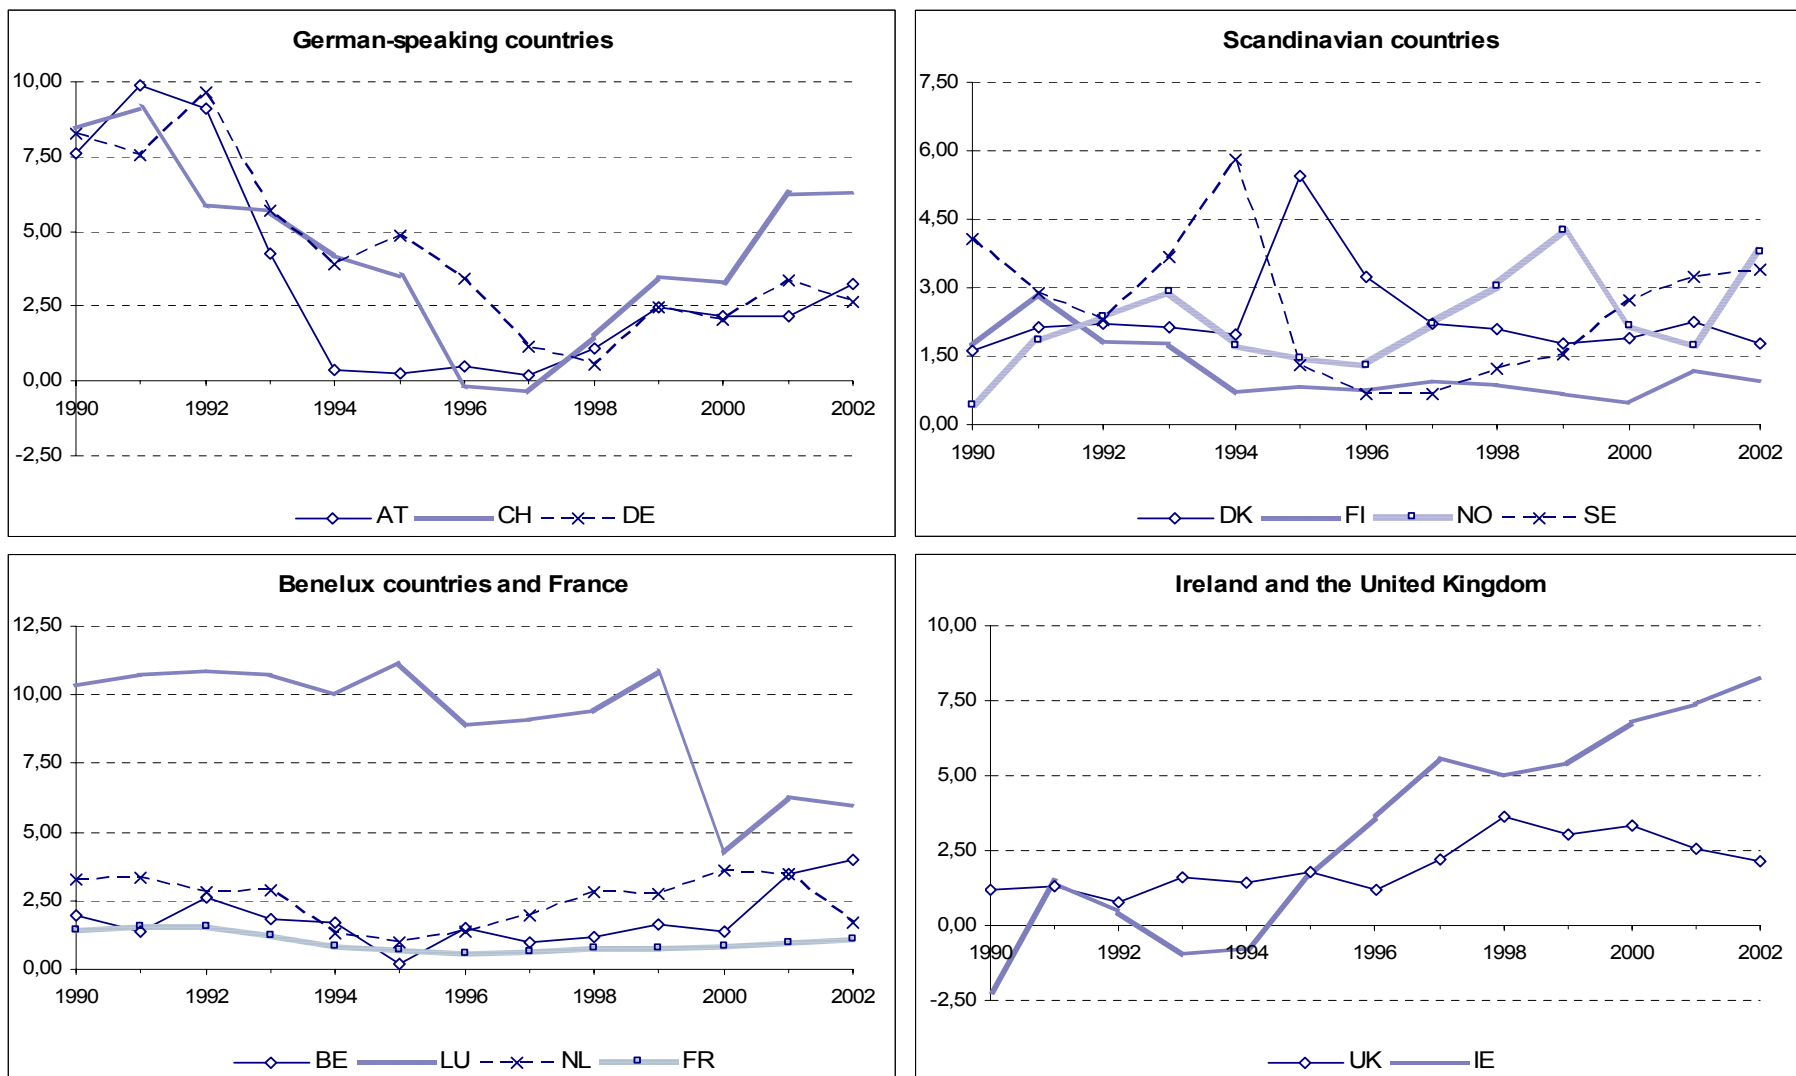 German-speaking countries
10,00
7,50
5,00
2,50
0,00
-2,50
1990 1992 1994 1996 1998 2000 2002
AT CH DE
Scandinavian countries
7,50
6,00
4,50
3,00
1,50
0,00
1990 1992 1994 1996 1998 2000 2002
DK FI NO SE
Benelux countries and France
12,50
10,00
7,50
5,00
2,50
0,00
1990 1992 1994 1996 1998 2000 2002
BE LU NL FR
Ireland and the United Kingdom
10,00
7,50
5,00
2,50
0,00
-2,50
1990 1992 1994 1996 1998 2000 2002
UK IE